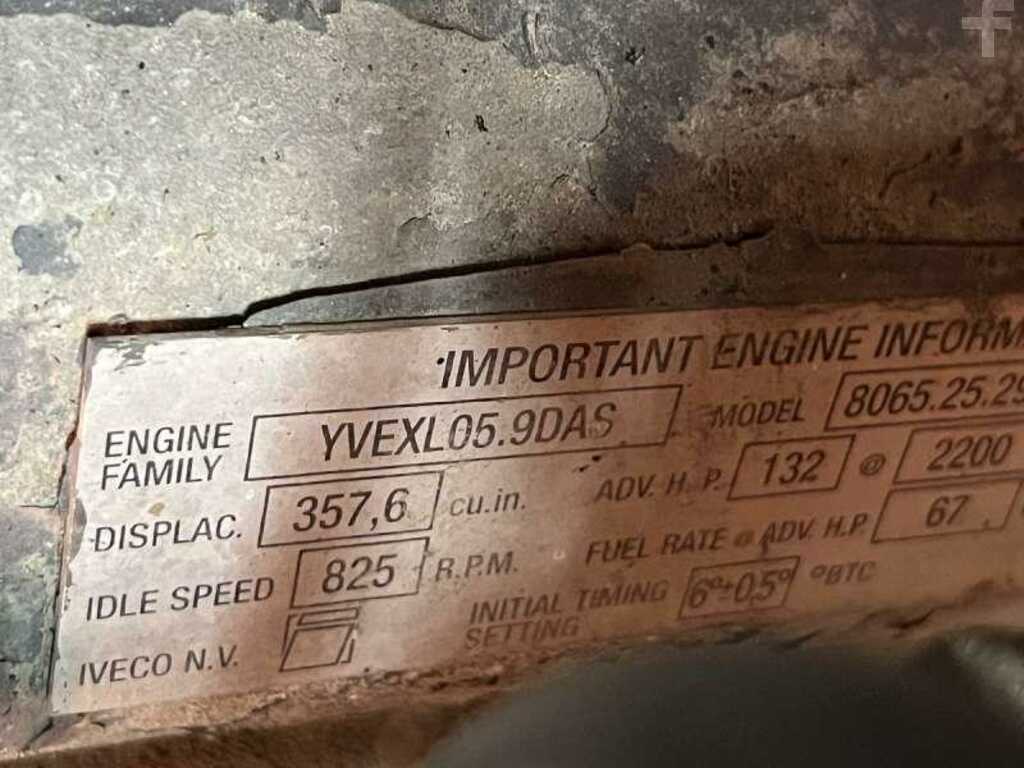 IMPORTANT ENGINE
ENGINE FAMILY YVEXL05.9DAS MODEL 8065.25.29
DISPLAC. 357,6 cu.in. ADV. H.P. 132 @ 2200
IDLE SPEED 825 R.P.M. FUEL RATE @ ADV. H.P. 67
IVECO N.V. INITIAL TIMING SETTING 6°±0,5° °BTC
f